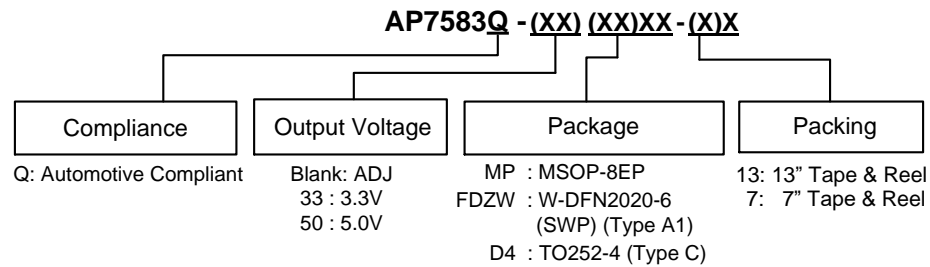 AP7583Q - (XX) (XX)XX - (X)X
Compliance
Output Voltage
Package
Packing
Q: Automotive Compliant
Blank: ADJ
33 : 3.3V
50 : 5.0V
MP : MSOP-8EP
FDZW : W-DFN2020-6
(SWP) (Type A1)
D4 : TO252-4 (Type C)
13: 13” Tape & Reel
7: 7” Tape & Reel